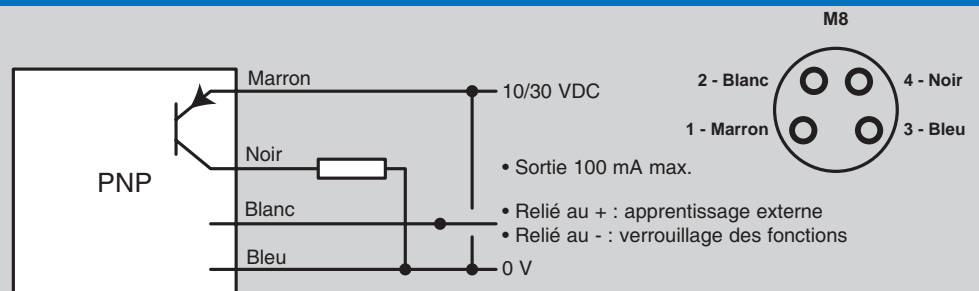 M8
2 - Blanc
4 - Noir
1 - Marron
3 - Bleu
Marron
10/30 VDC
Noir
• Sortie 100 mA max.
PNP
Blanc
• Relié au + : apprentissage externe
• Relié au - : verrouillage des fonctions
Bleu
0 V